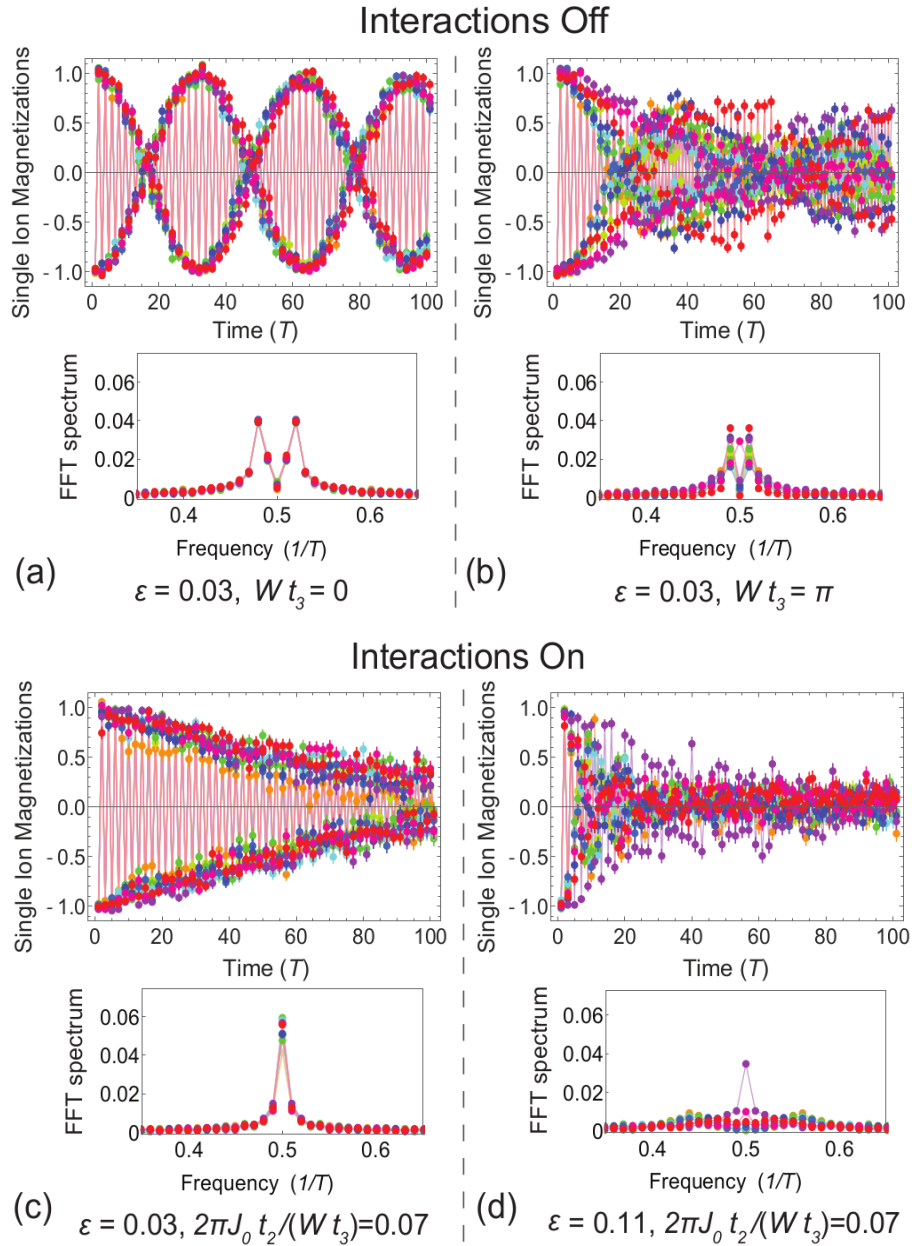 Interactions Off
(a)
Single Ion Magnetizations
1.0
0.5
0.0
- 0.5
- 1.0
0 20 40 60 80 100
Time (T)
FFT spectrum
0.06
0.04
0.02
0
0.4 0.5 0.6
Frequency (1/T)
ε = 0.03, W t₃ = 0
(b)
Single Ion Magnetizations
1.0
0.5
0.0
- 0.5
- 1.0
0 20 40 60 80 100
Time (T)
FFT spectrum
0.06
0.04
0.02
0
0.4 0.5 0.6
Frequency (1/T)
ε = 0.03, W t₃ = π
Interactions On
(c)
Single Ion Magnetizations
1.0
0.5
0.0
- 0.5
- 1.0
0 20 40 60 80 100
Time (T)
FFT spectrum
0.06
0.04
0.02
0
0.4 0.5 0.6
Frequency (1/T)
ε = 0.03, 2πJ₀ t₂/(W t₃)=0.07
(d)
Single Ion Magnetizations
1.0
0.5
0.0
- 0.5
- 1.0
0 20 40 60 80 100
Time (T)
FFT spectrum
0.06
0.04
0.02
0
0.4 0.5 0.6
Frequency (1/T)
ε = 0.11, 2πJ₀ t₂/(W t₃)=0.07